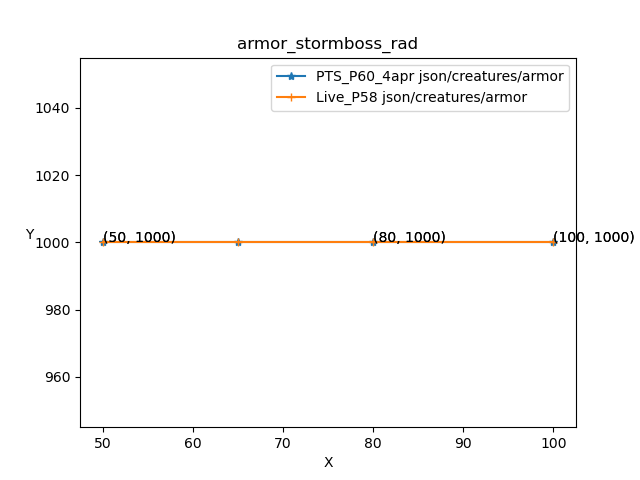 armor_stormboss_rad
PTS_P60_4apr json/creatures/armor
Live_P58 json/creatures/armor
1040
1020
Y
1000
980
960
(50, 1000)
(80, 1000)
(100, 1000)
50
60
70
80
90
100
X